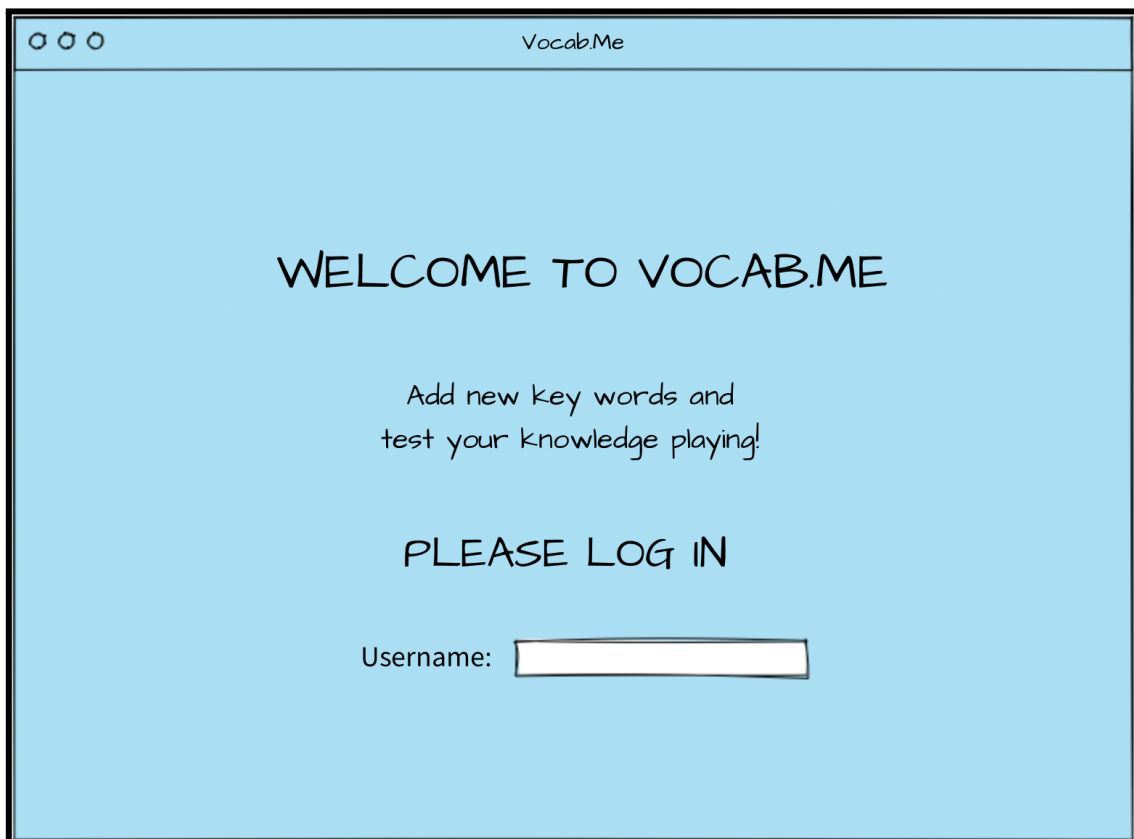 Vocab.Me
WELCOME TO VOCAB.ME
Add new key words and
test your knowledge playing!
PLEASE LOG IN
Username: